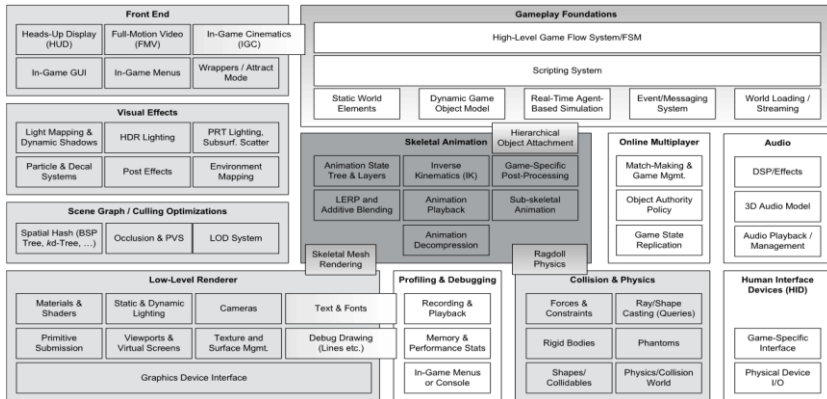 Front End
Heads-Up Display
(HUD)
Full-Motion Video
(FMV)
In-Game Cinematics
(IGC)
In-Game GUI
In-Game Menus
Wrappers / Attract
Mode
Visual Effects
Light Mapping &
Dynamic Shadows
HDR Lighting
PRT Lighting,
Subsurf. Scatter
Particle & Decal
Systems
Post Effects
Environment
Mapping
Scene Graph / Culling Optimizations
Spatial Hash (BSP
Tree, kd-Tree, …)
Occlusion & PVS
LOD System
Gameplay Foundations
High-Level Game Flow System/FSM
Scripting System
Static World
Elements
Dynamic Game
Object Model
Real-Time Agent-
Based Simulation
Event/Messaging
System
World Loading /
Streaming
Hierarchical
Object Attachment
Skeletal Animation
Animation State
Tree & Layers
Inverse
Kinematics (IK)
Game-Specific
Post-Processing
LERP and
Additive Blending
Animation
Playback
Sub-skeletal
Animation
Animation
Decompression
Skeletal Mesh
Rendering
Ragdoll
Physics
Online Multiplayer
Match-Making &
Game Mgmt.
Object Authority
Policy
Game State
Replication
Audio
DSP/Effects
3D Audio Model
Audio Playback /
Management
Low-Level Renderer
Materials &
Shaders
Static & Dynamic
Lighting
Cameras
Text & Fonts
Primitive
Submission
Viewports &
Virtual Screens
Texture and
Surface Mgmt.
Debug Drawing
(Lines etc.)
Graphics Device Interface
Profiling & Debugging
Recording &
Playback
Memory &
Performance Stats
In-Game Menus
or Console
Collision & Physics
Forces &
Constraints
Ray/Shape
Casting (Queries)
Rigid Bodies
Phantoms
Shapes/
Collidables
Physics/Collision
World
Human Interface
Devices (HID)
Game-Specific
Interface
Physical Device
I/O